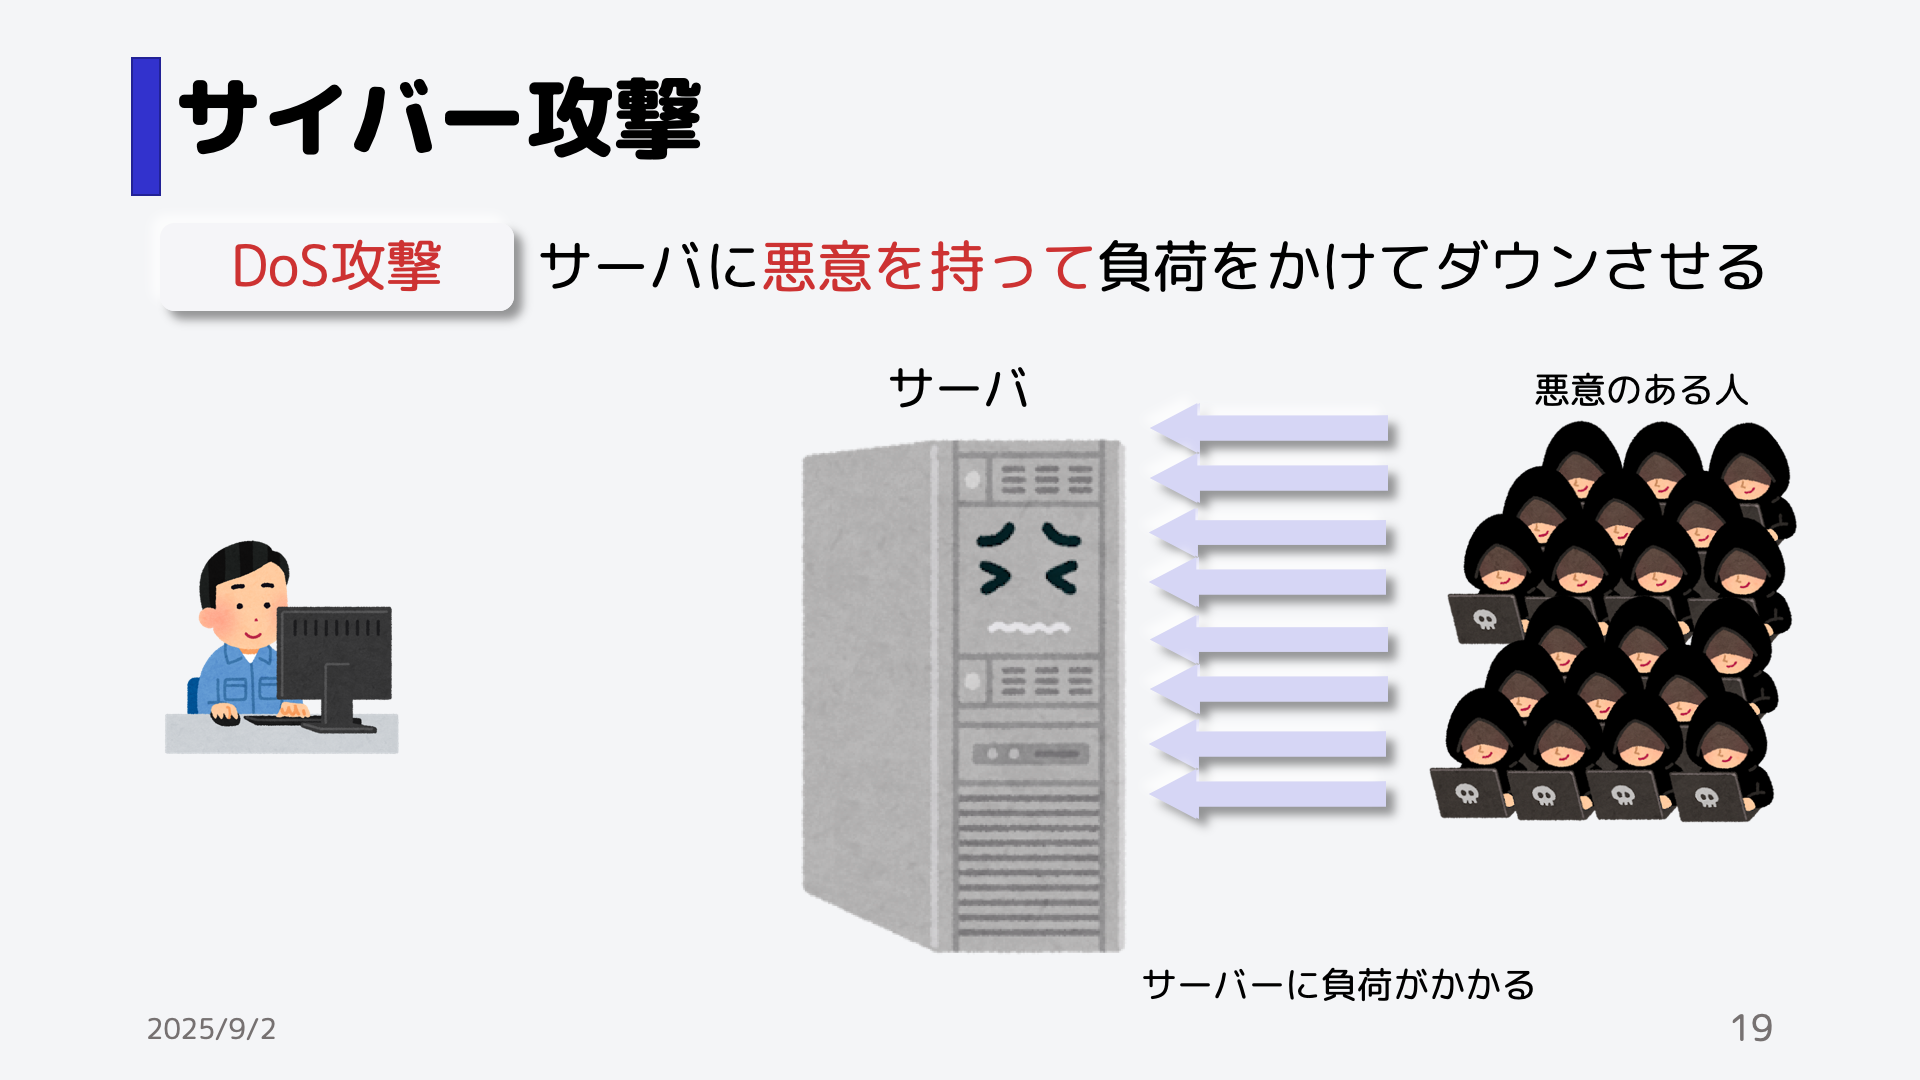 サイバー攻撃
DoS攻撃
サーバに悪意を持って負荷をかけてダウンさせる
サーバ
悪意のある人
サーバーに負荷がかかる
2025/9/2
19